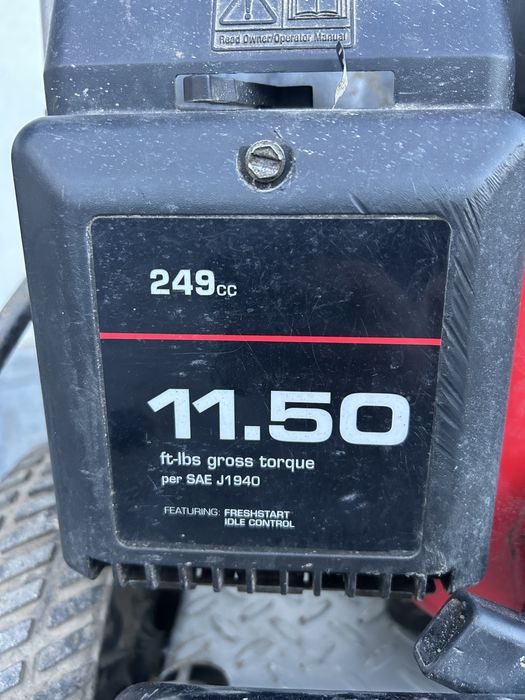 Read Owner/Operator Manual
249cc
11.50
ft-lbs gross torque
per SAE J1940
FEATURING: FRESHSTART
IDLE CONTROL